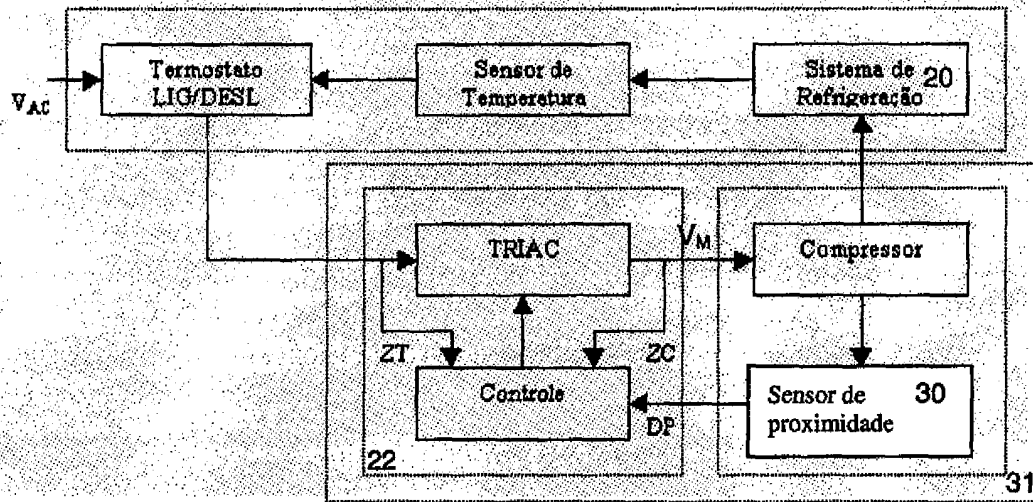 Termostato
LIG/DESL
Sensor de
Temperatura
Sistema de 20
Refrigeração
VAC
TRIAC
VM
Compressor
ZT
ZC
Controle
DP
Sensor de 30
proximidade
22
31